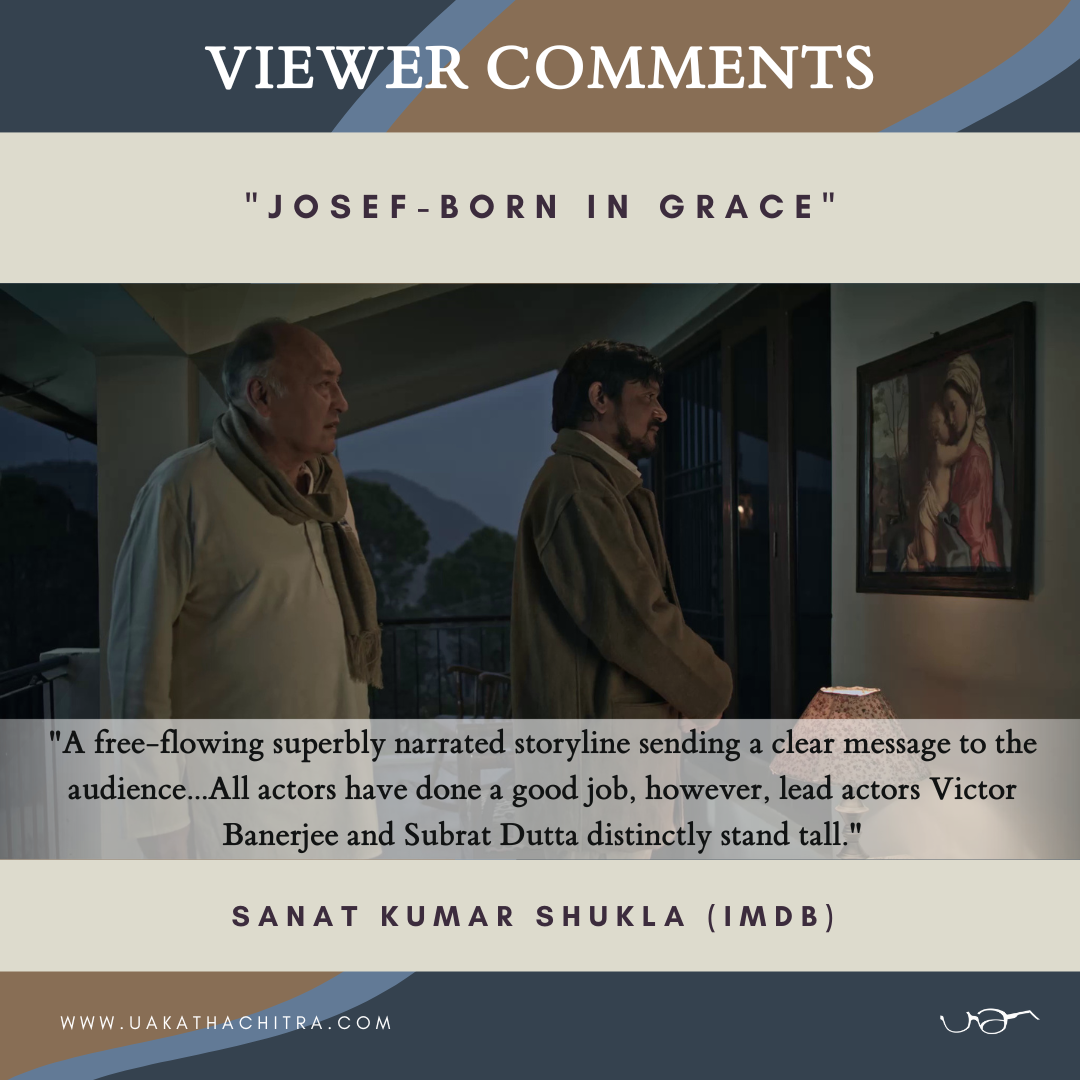 VIEWER COMMENTS
"JOSEF-BORN IN GRACE"
"A free-flowing superbly narrated storyline sending a clear message to the
audience...All actors have done a good job, however, lead actors Victor
Banerjee and Subrat Dutta distinctly stand tall."
SANAT KUMAR SHUKLA (IMDB)
WWW.UAKATHACHITRA.COM